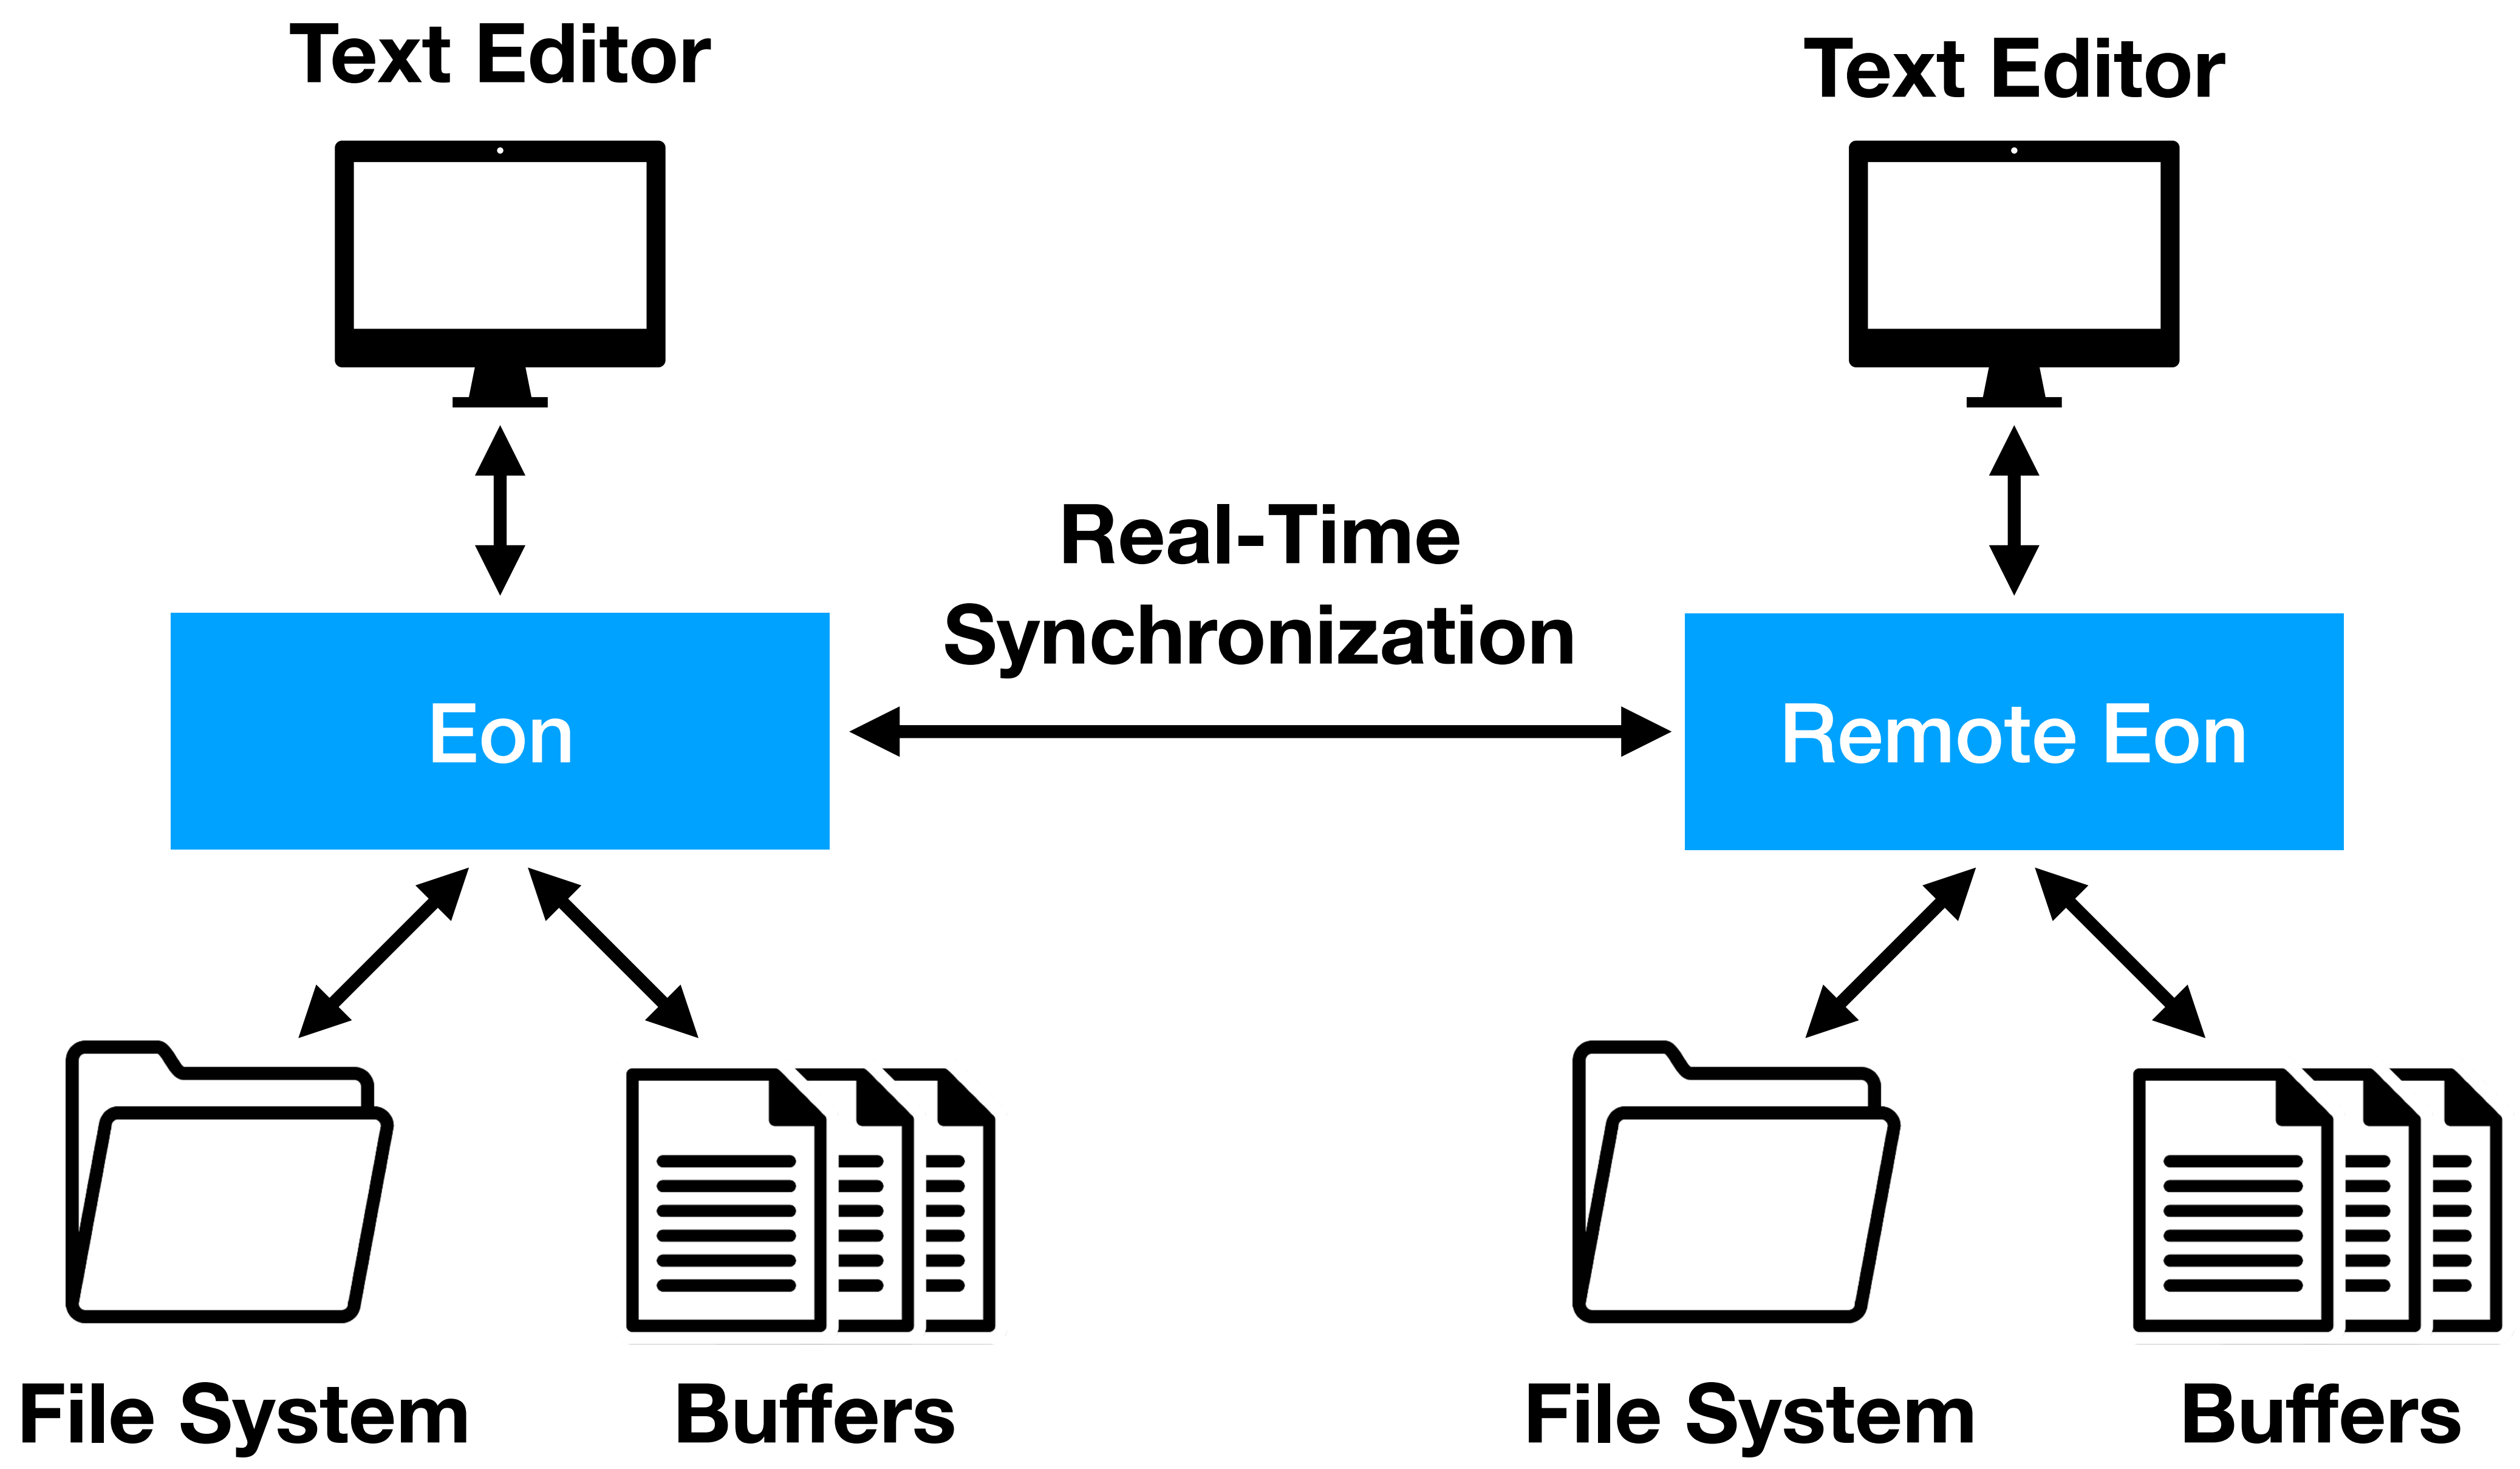 Text Editor
Text Editor
Real-Time
Synchronization
Eon
Remote Eon
File System
Buffers
File System
Buffers